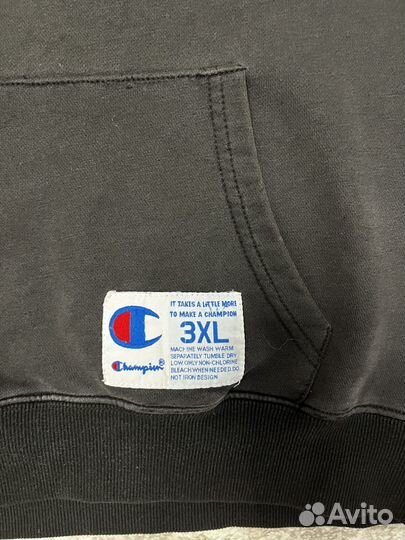 IT TAKES A LITTLE MORE
TO MAKE A CHAMPION
3XL
MACHINE WASH WARM
SEPARATELY TUMBLE DRY
LOW ONLY NON-CHLORINE
BLEACH WHEN NEEDED. DO
NOT IRON DESIGN
Champion®
Avito